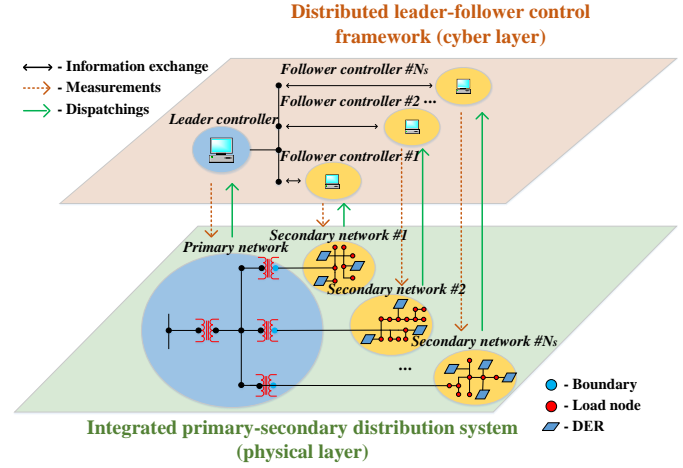 Distributed leader-follower control
framework (cyber layer)
- Information exchange
- Measurements
- Dispatchings
Follower controller #Ns
Follower controller #2 ...
Leader controller
Follower controller #1
Secondary network #1
Primary network
Secondary network #2
Secondary network #Ns
...
- Boundary
- Load node
- DER
Integrated primary-secondary distribution system
(physical layer)